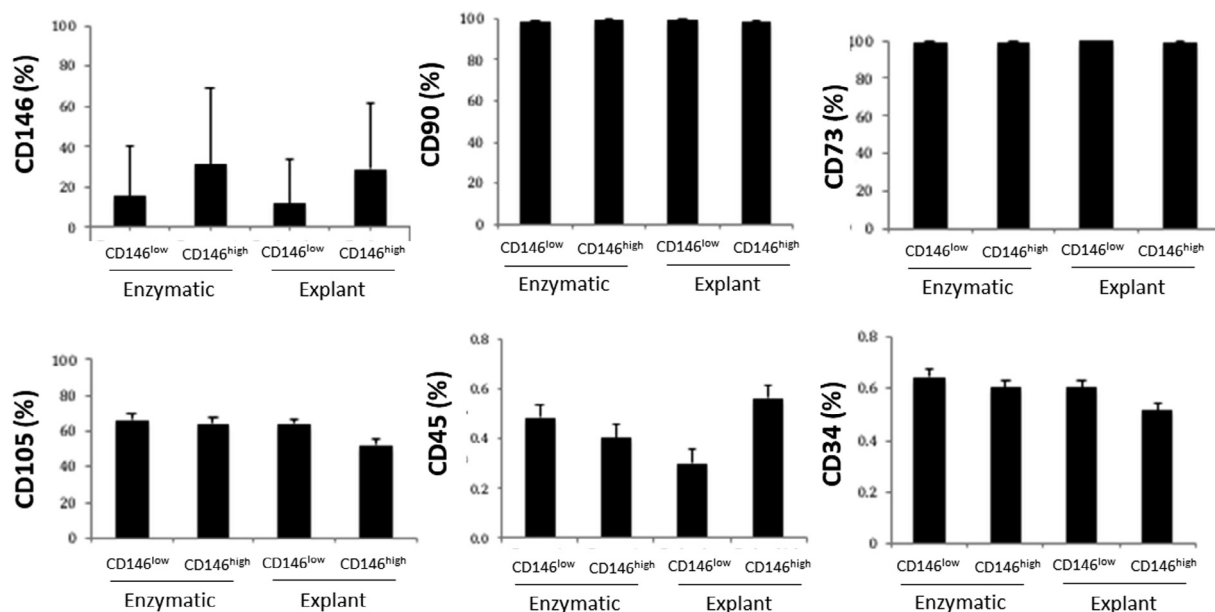 CD146 (%)
100
80
60
40
20
0
CD146low CD146high CD146low CD146high
Enzymatic Explant
CD90 (%)
100
80
60
40
20
0
CD146low CD146high CD146low CD146high
Enzymatic Explant
CD73 (%)
100
80
60
40
20
0
CD146low CD146high CD146low CD146high
Enzymatic Explant
CD105 (%)
100
80
60
40
20
0
CD146low CD146high CD146low CD146high
Enzymatic Explant
CD45 (%)
0.8
0.6
0.4
0.2
0.0
CD146low CD146high CD146low CD146high
Enzymatic Explant
CD34 (%)
0.8
0.6
0.4
0.2
0
CD146low CD146high CD146low CD146high
Enzymatic Explant